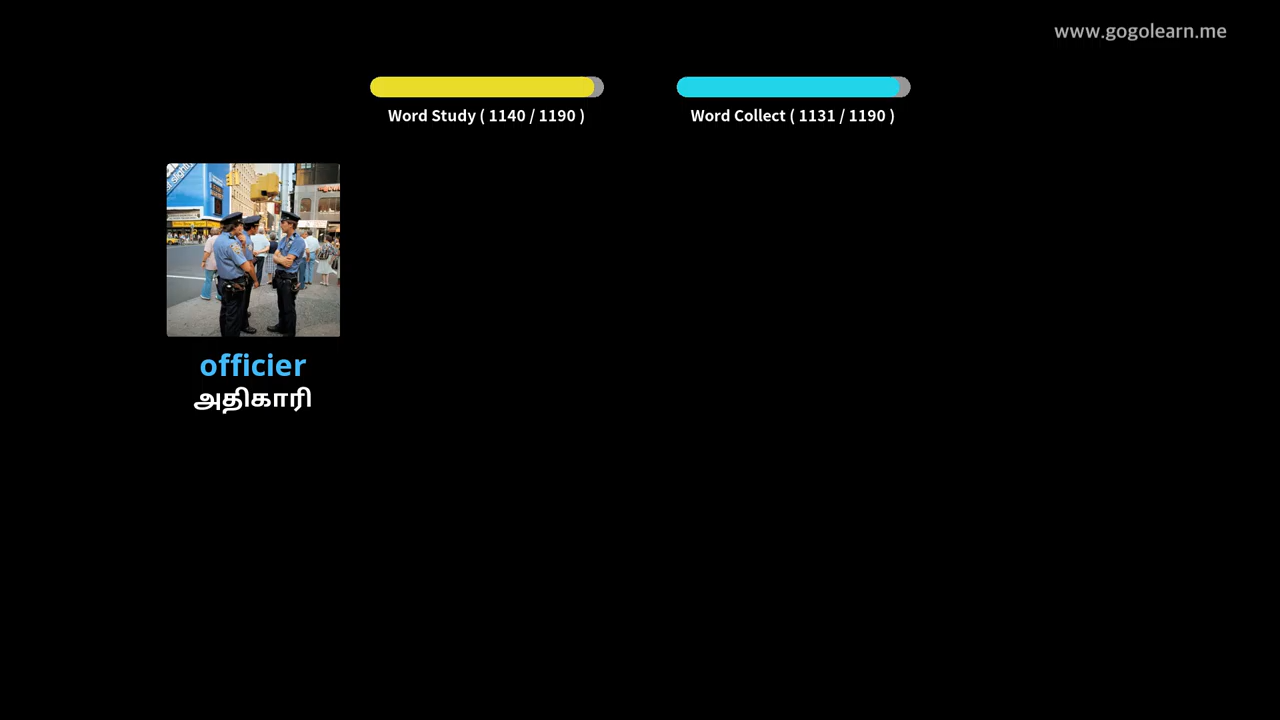 www.gogolearn.me
Word Study ( 1140 / 1190 )
Word Collect ( 1131 / 1190 )
officier
அதிகாரி